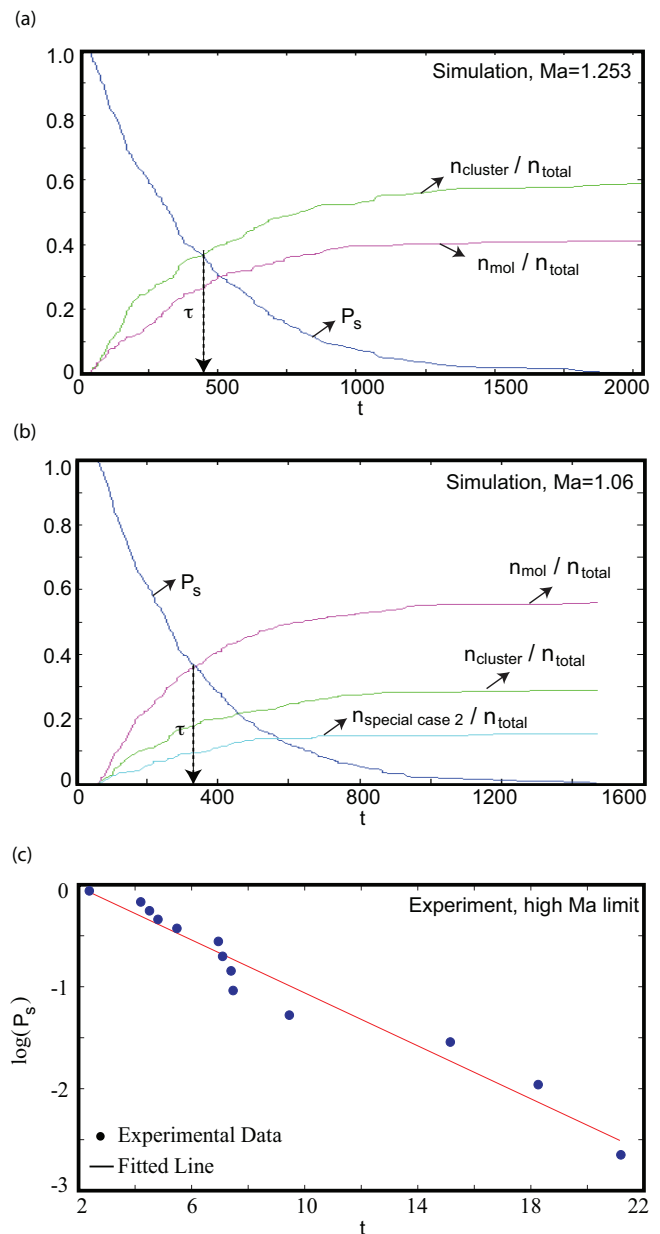 (a)
1.0
0.8
0.6
0.4
0.2
0
Simulation, Ma=1.253
ncluster / ntotal
nmol / ntotal
τ
Ps
0 500 1000 1500 2000
t
(b)
1.0
0.8
0.6
0.4
0.2
0
Simulation, Ma=1.06
Ps
nmol / ntotal
ncluster / ntotal
nspecial case 2 / ntotal
τ
0 400 800 1200 1600
t
(c)
-0
-1
-2
-3
log(Ps)
Experiment, high Ma limit
Experimental Data
Fitted Line
2 6 10 14 18 22
t